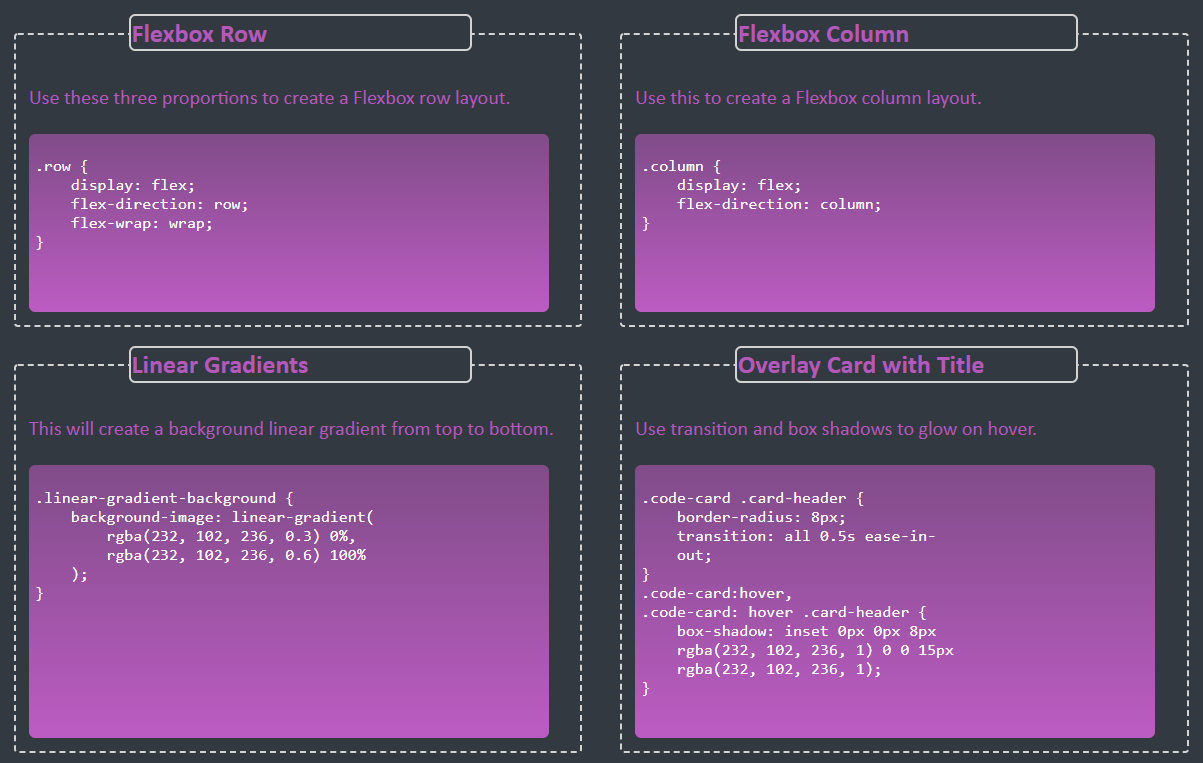 Flexbox Row
Use these three proportions to create a Flexbox row layout.
.row {
    display: flex;
    flex-direction: row;
    flex-wrap: wrap;
}
Flexbox Column
Use this to create a Flexbox column layout.
.column {
    display: flex;
    flex-direction: column;
}
Linear Gradients
This will create a background linear gradient from top to bottom.
.linear-gradient-background {
    background-image: linear-gradient(
        rgba(232, 102, 236, 0.3) 0%,
        rgba(232, 102, 236, 0.6) 100%
    );
}
Overlay Card with Title
Use transition and box shadows to glow on hover.
.code-card .card-header {
    border-radius: 8px;
    transition: all 0.5s ease-in-
    out;
}
.code-card:hover,
.code-card: hover .card-header {
    box-shadow: inset 0px 0px 8px
    rgba(232, 102, 236, 1) 0 0 15px
    rgba(232, 102, 236, 1);
}